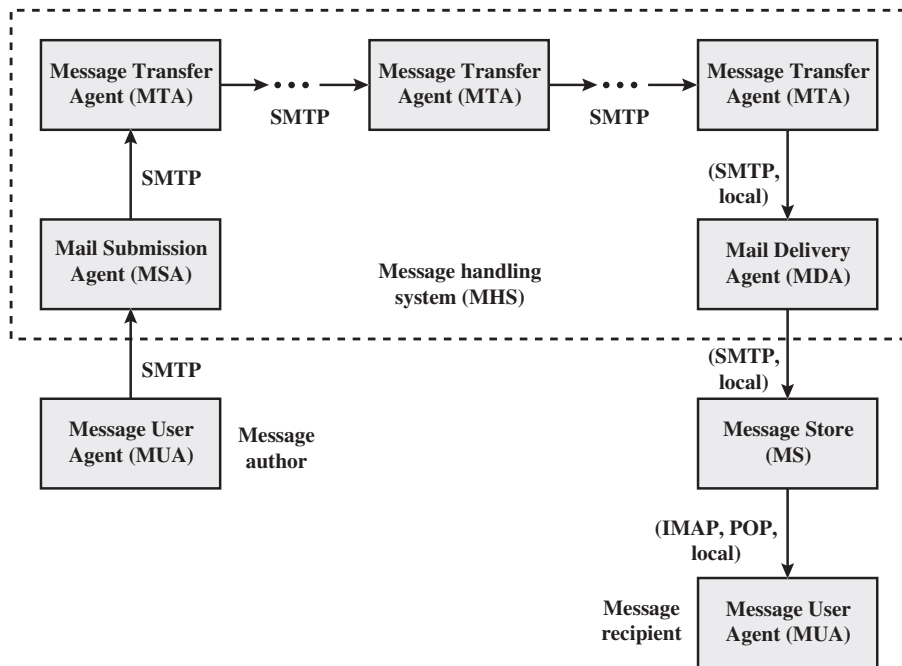 Message Transfer
Agent (MTA)
SMTP
Message Transfer
Agent (MTA)
SMTP
Message Transfer
Agent (MTA)
SMTP
(SMTP,
local)
Mail Submission
Agent (MSA)
Message handling
system (MHS)
Mail Delivery
Agent (MDA)
SMTP
(SMTP,
local)
Message User
Agent (MUA)
Message
author
Message Store
(MS)
(IMAP, POP,
local)
Message
recipient
Message User
Agent (MUA)